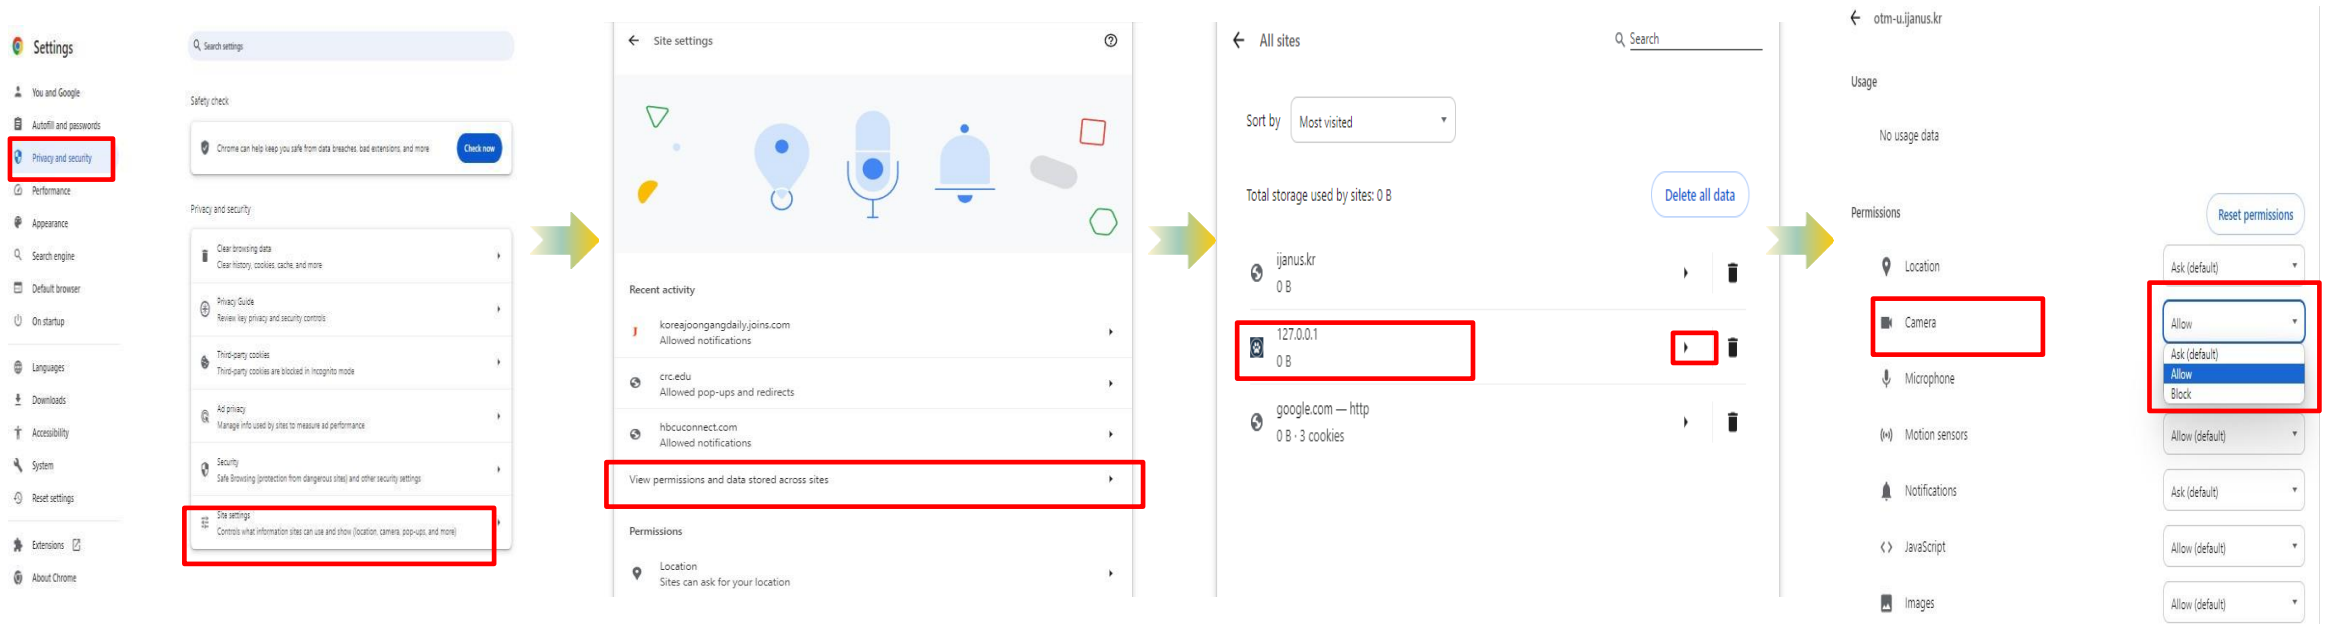 Settings
Search settings
You and Google
Autofill and passwords
Privacy and security
Performance
Appearance
Search engine
Default browser
On startup
Languages
Downloads
Accessibility
System
Reset settings
Extensions
About Chrome
Safety check
Chrome can help keep you safe from data breaches, bad extensions, and more
Check now
Privacy and security
Clear browsing data
Clear history, cookies, cache, and more
Privacy Guide
Review key privacy and security controls
Third-party cookies
Third-party cookies are blocked in Incognito mode
Ad privacy
Manage info used by sites to measure ad performance
Security
Safe Browsing (protection from dangerous sites) and other security settings
Site settings
Controls what information sites can use and show (location, camera, pop-ups, and more)
Site settings
Recent activity
koreajoongangdaily.joins.com
Allowed notifications
crc.edu
Allowed pop-ups and redirects
hbcuconnect.com
Allowed notifications
View permissions and data stored across sites
Permissions
Location
Sites can ask for your location
All sites
Search
Sort by
Most visited
Total storage used by sites: 0 B
Delete all data
ijanus.kr
0 B
127.0.0.1
0 B
google.com — http
0 B · 3 cookies
otm-u.ijanus.kr
Usage
No usage data
Permissions
Reset permissions
Location
Ask (default)
Camera
Allow
Ask (default)
Allow
Block
Microphone
Motion sensors
Allow (default)
Notifications
Ask (default)
JavaScript
Allow (default)
Images
Allow (default)